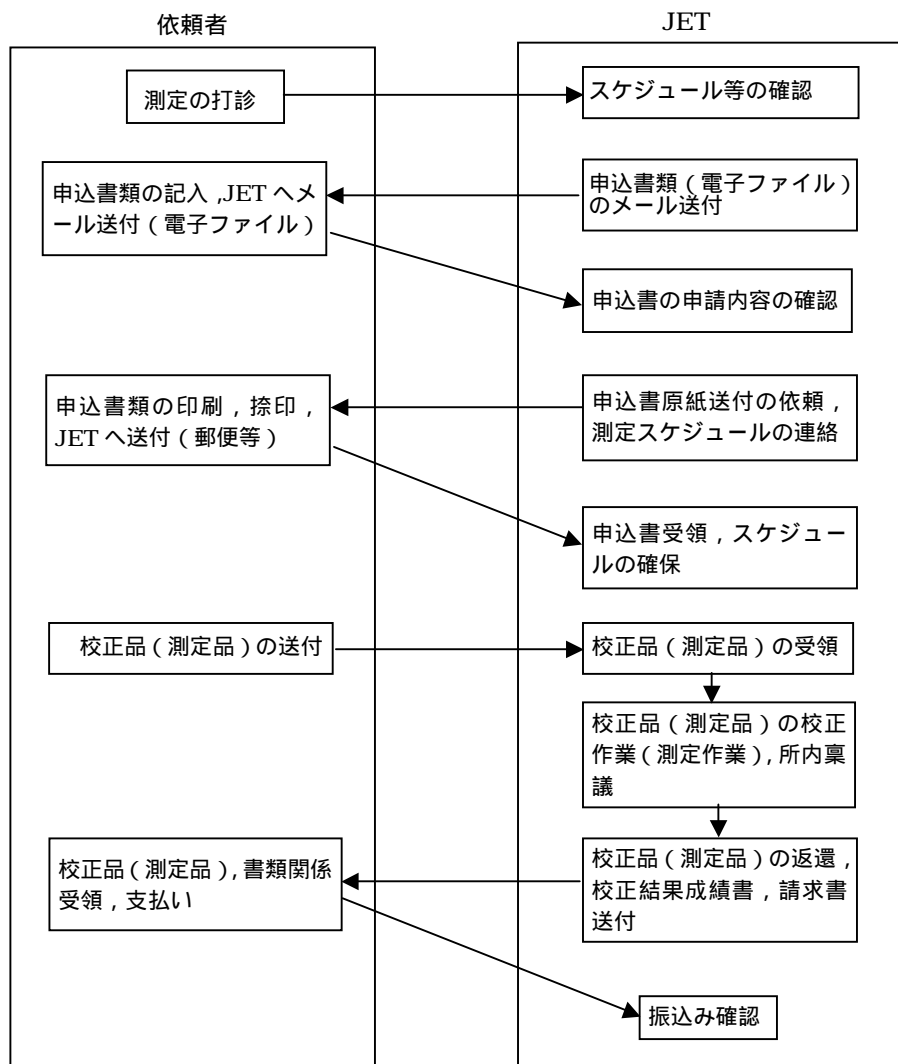 依頼者
JET
測定の打診
スケジュール等の確認
申込書類(電子ファイル)
のメール送付
申込書類の記入,JETへメ
ール送付(電子ファイル)
申込書の申請内容の確認
申込書原紙送付の依頼,
測定スケジュールの連絡
申込書類の印刷,捺印,
JETへ送付(郵便等)
申込書受領,スケジュー
ルの確保
校正品(測定品)の送付
校正品(測定品)の受領
校正品(測定品)の校正
作業(測定作業),所内稟
議
校正品(測定品)の返還,
校正結果成績書,請求書
送付
校正品(測定品),書類関係
受領,支払い
振込み確認